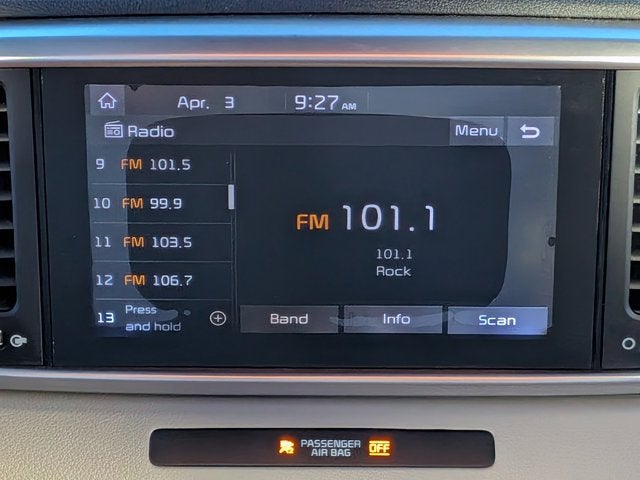 Apr. 3 9:27 AM
Radio Menu
9 FM 101.5
10 FM 99.9
11 FM 103.5
12 FM 106.7
13 Press and hold
FM 101.1
101.1
Rock
Band Info Scan
PASSENGER
AIR BAG OFF